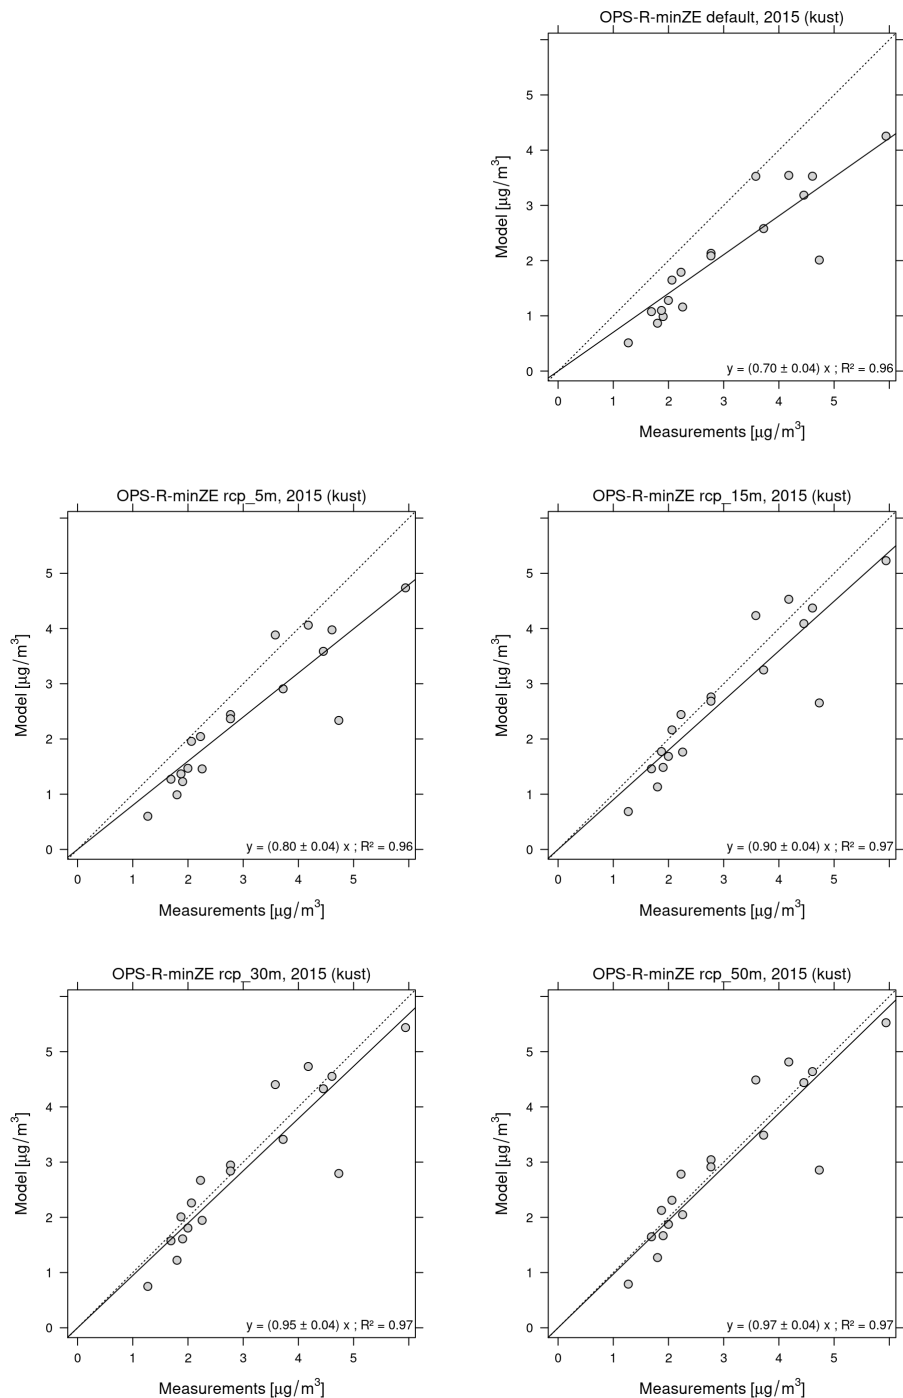 OPS-R-minZE default, 2015 (kust)
Model [μg/m³]
5
4
3
2
1
0
y = (0.70 ± 0.04) x ; R² = 0.96
0 1 2 3 4 5
Measurements [μg/m³]
OPS-R-minZE rcp_5m, 2015 (kust)
Model [μg/m³]
5
4
3
2
1
0
y = (0.80 ± 0.04) x ; R² = 0.96
0 1 2 3 4 5
Measurements [μg/m³]
OPS-R-minZE rcp_15m, 2015 (kust)
Model [μg/m³]
5
4
3
2
1
0
y = (0.90 ± 0.04) x ; R² = 0.97
0 1 2 3 4 5
Measurements [μg/m³]
OPS-R-minZE rcp_30m, 2015 (kust)
Model [μg/m³]
5
4
3
2
1
0
y = (0.95 ± 0.04) x ; R² = 0.97
0 1 2 3 4 5
Measurements [μg/m³]
OPS-R-minZE rcp_50m, 2015 (kust)
Model [μg/m³]
5
4
3
2
1
0
y = (0.97 ± 0.04) x ; R² = 0.97
0 1 2 3 4 5
Measurements [μg/m³]